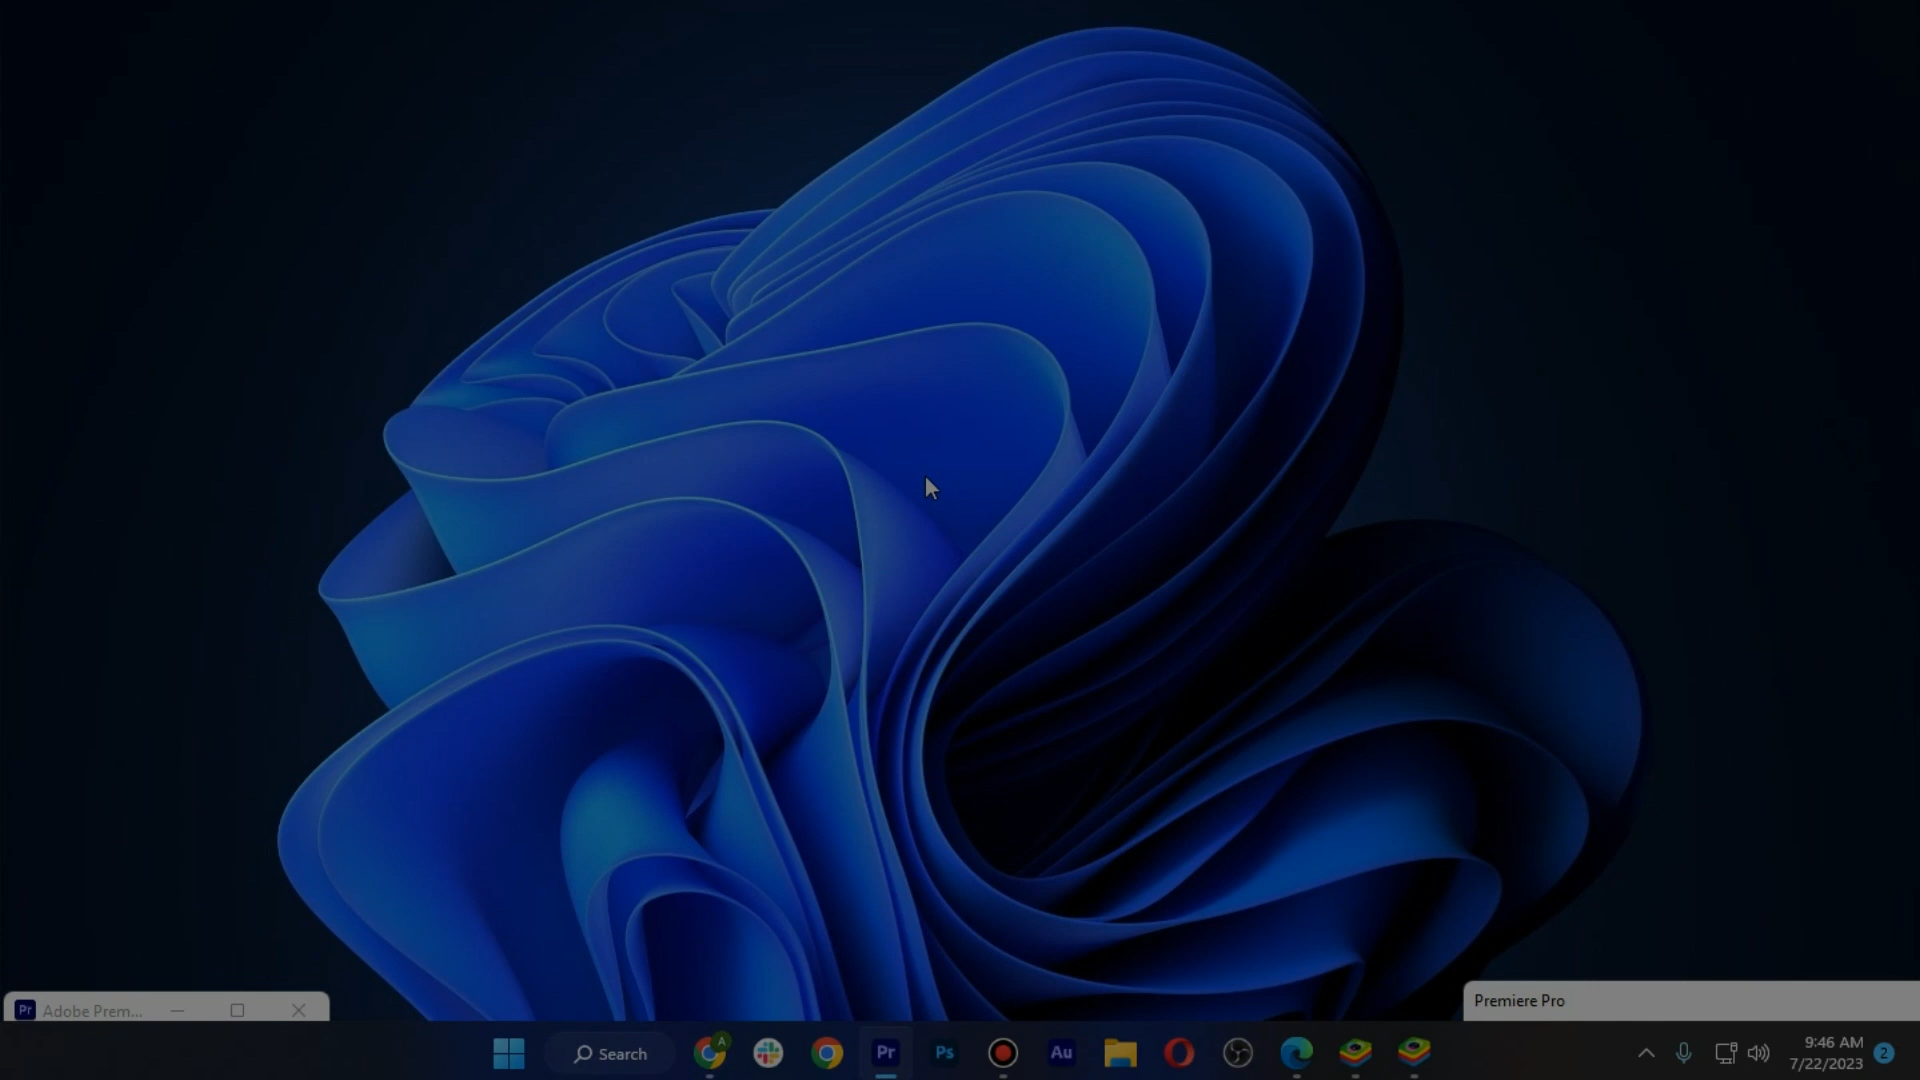 Pr Adobe Prem...
Premiere Pro
Search
A
Pr
Ps
Au
9:46 AM
7/22/2023
2